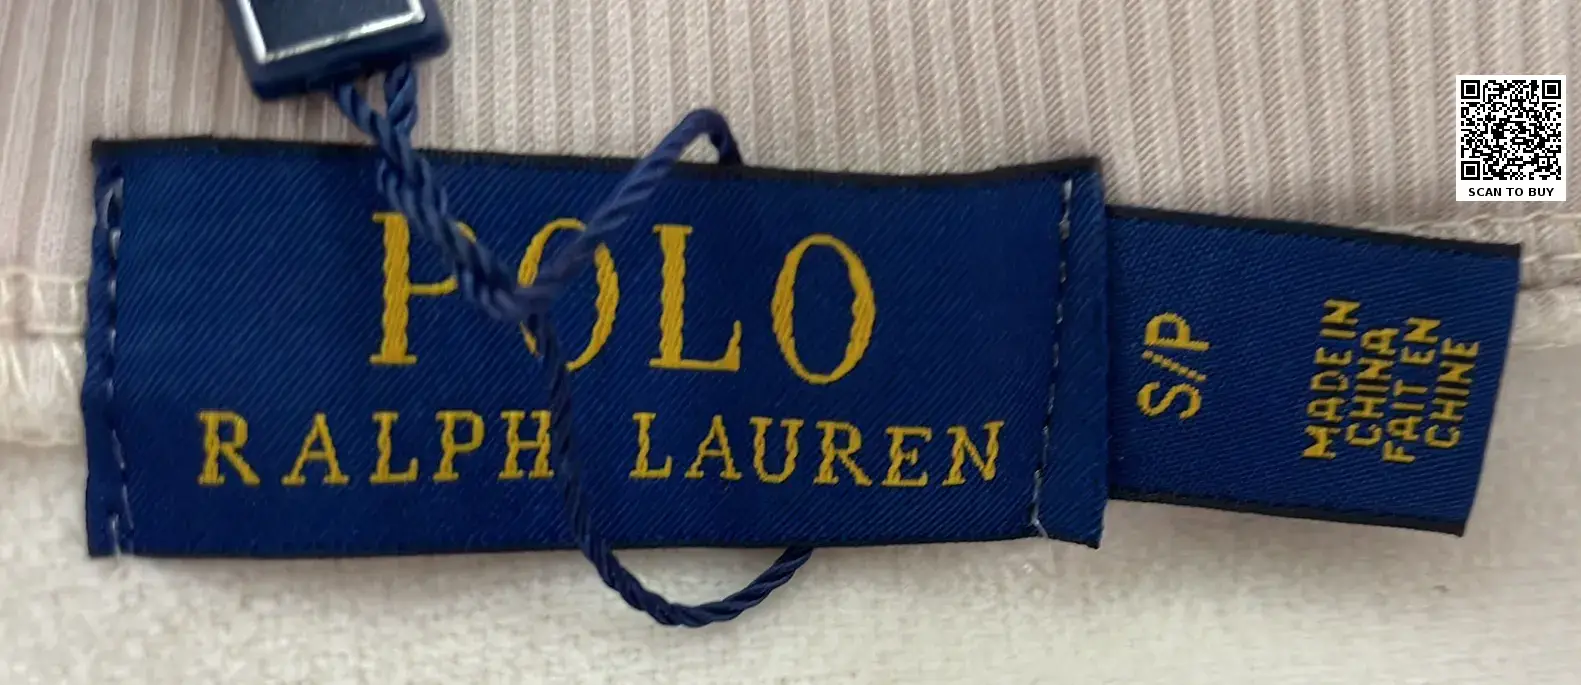 POLO
RALPH LAUREN
S/P
MADE IN
CHINA
FAIT EN
CHINE
SCAN TO BUY